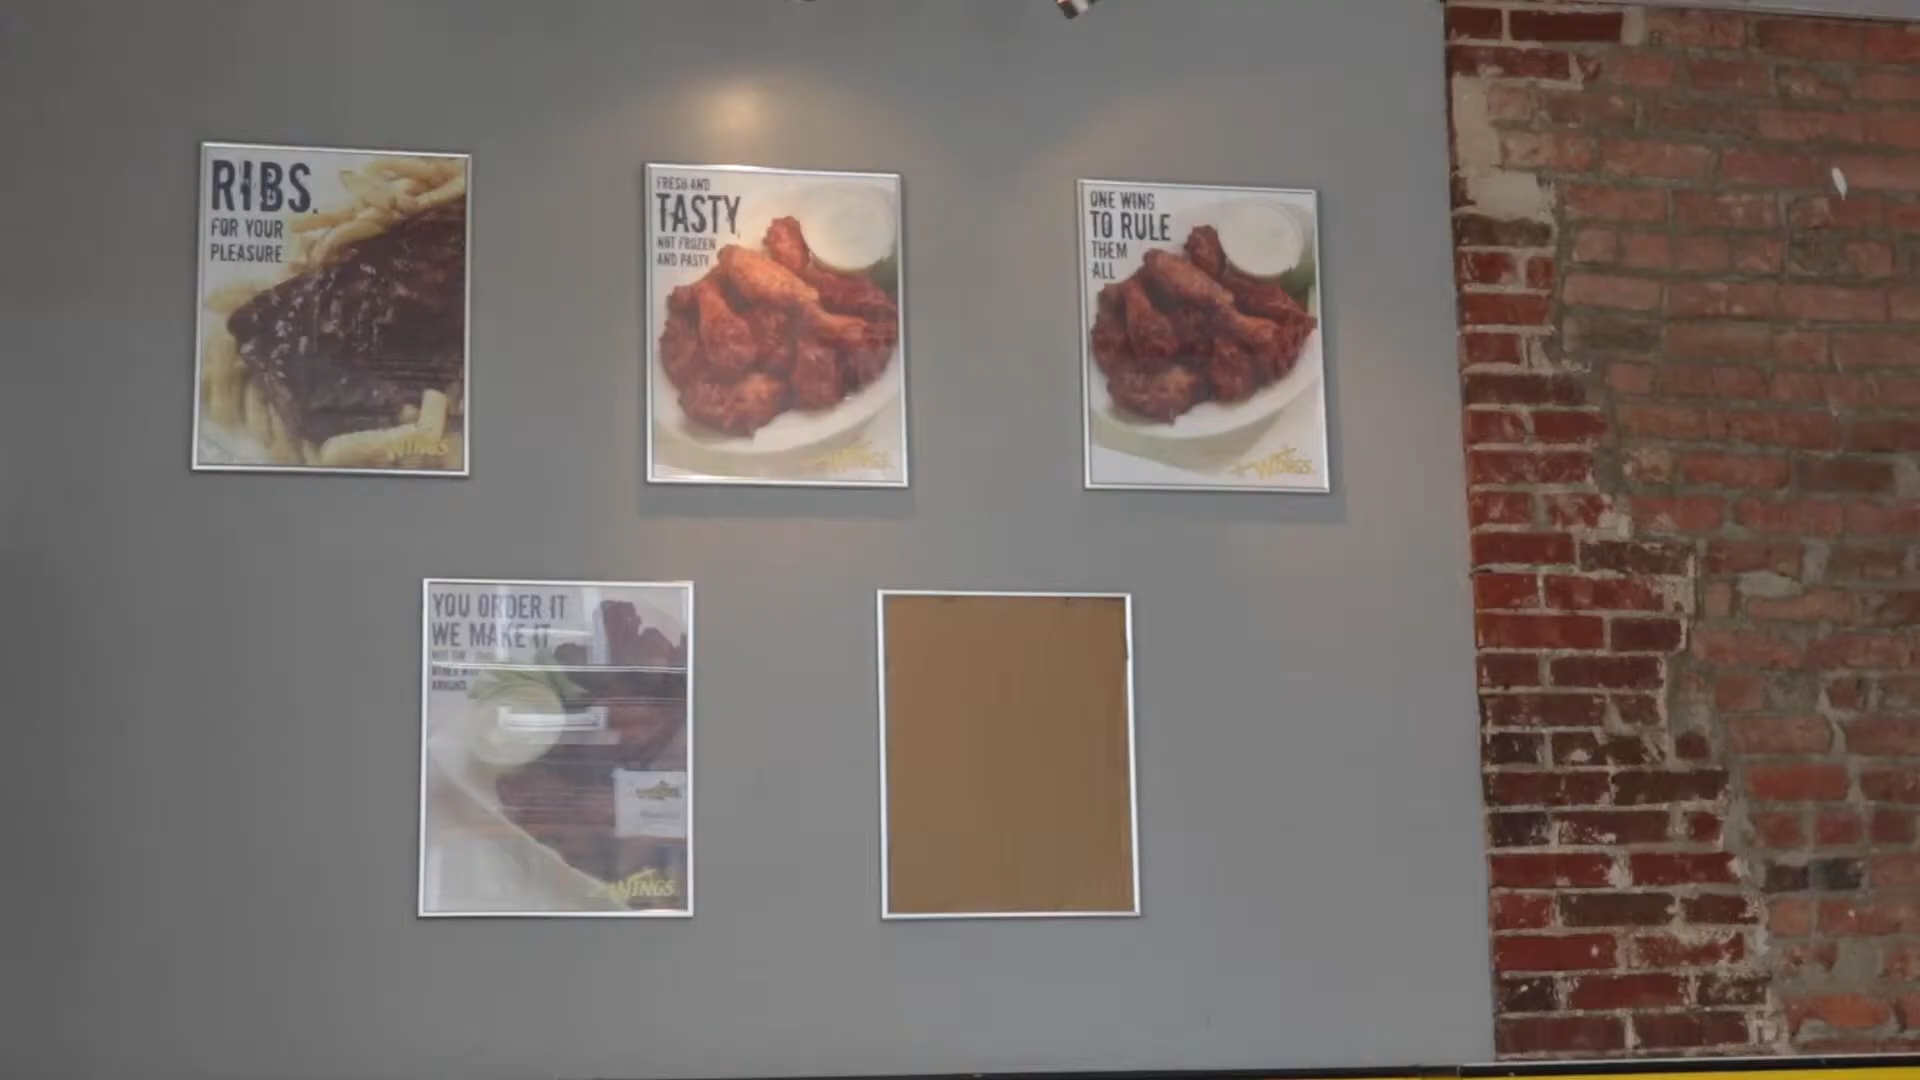 RIBS.
FOR YOUR
PLEASURE
WINGS
FRESH AND
TASTY
NOT FROZEN
AND PASTY
WINGS
ONE WING
TO RULE
THEM
ALL
WINGS
YOU ORDER IT
WE MAKE IT
WINGS